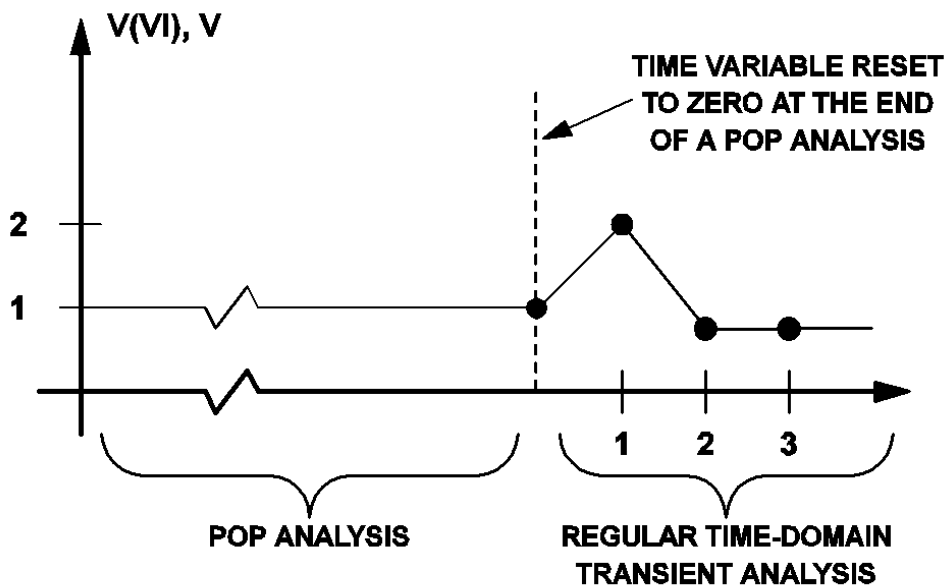 V(VI), V
TIME VARIABLE RESET
TO ZERO AT THE END
OF A POP ANALYSIS
2
1
1 2 3
POP ANALYSIS
REGULAR TIME-DOMAIN
TRANSIENT ANALYSIS